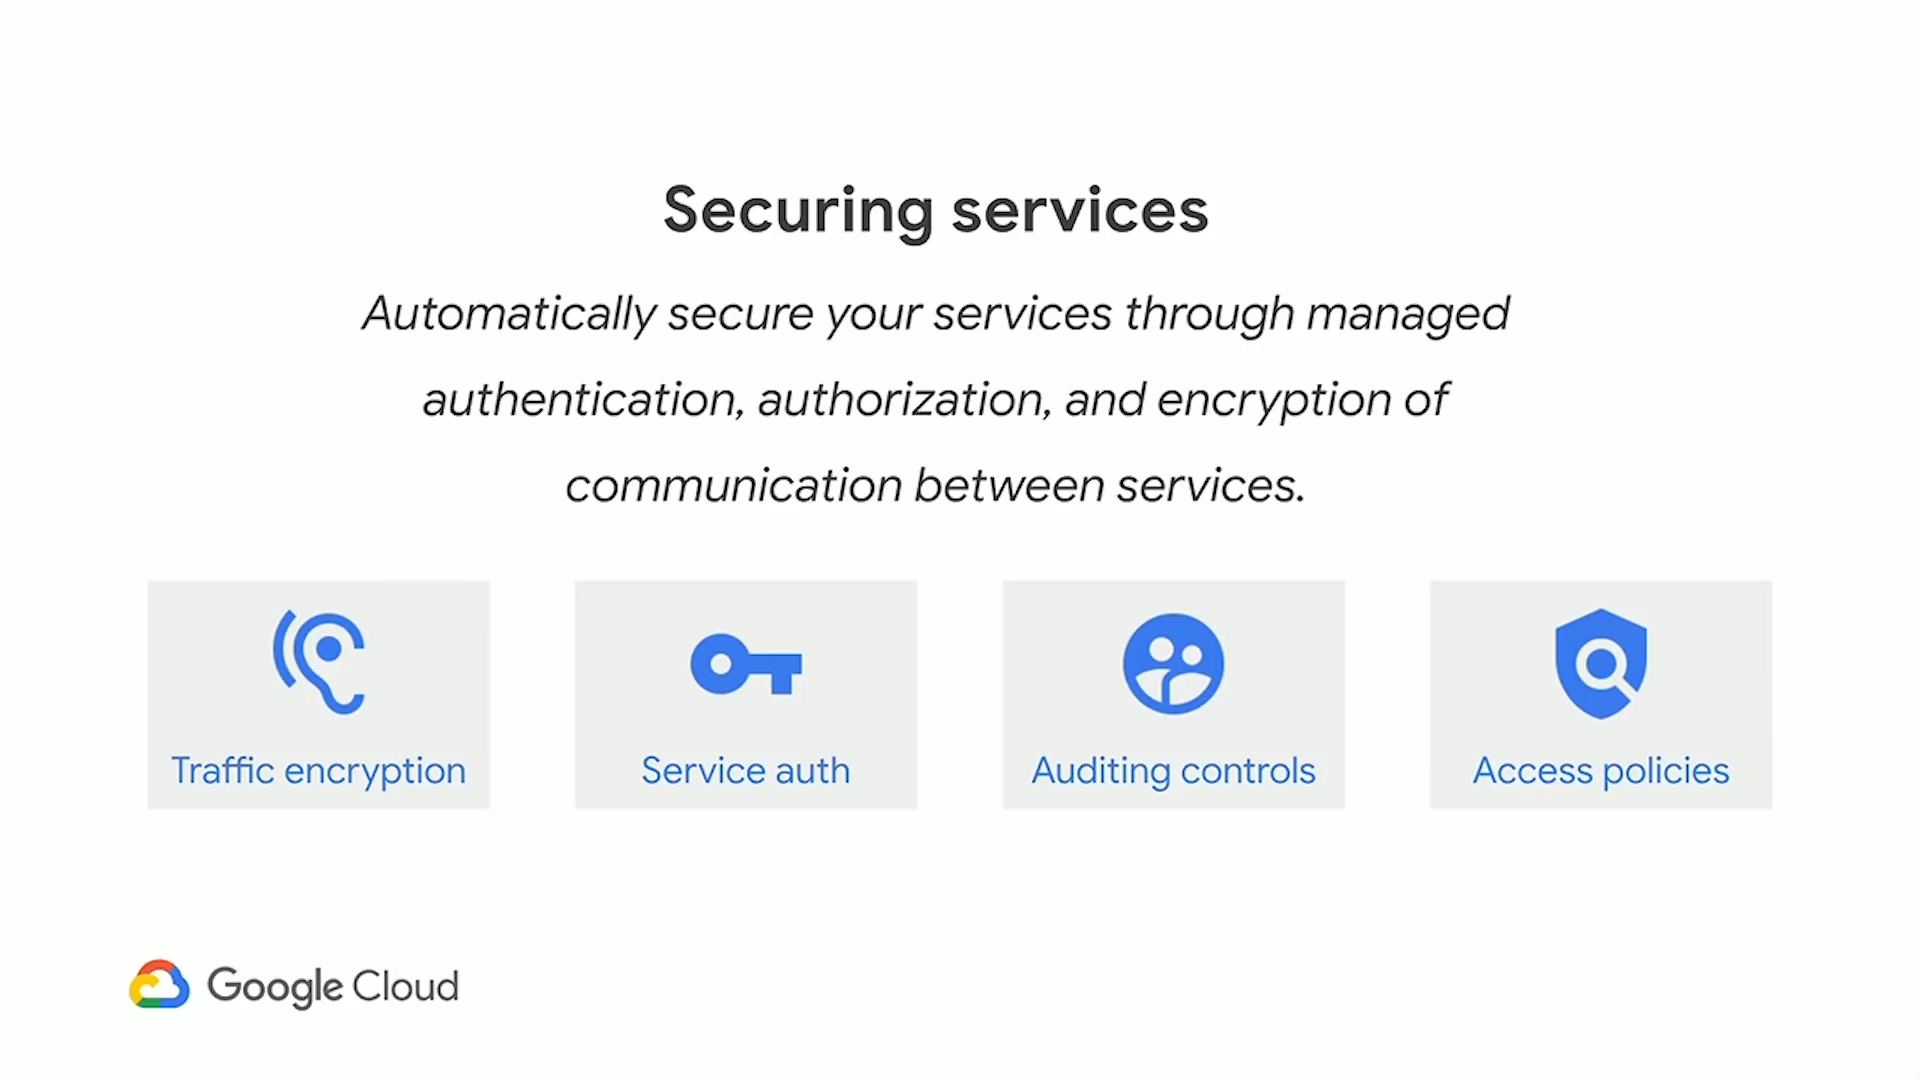 Securing services
Automatically secure your services through managed
authentication, authorization, and encryption of
communication between services.
Traffic encryption
Service auth
Auditing controls
Access policies
Google Cloud